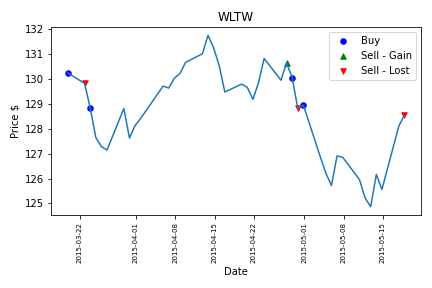 WLTW
132
131
130
129
128
127
126
125
Price $
Buy
Sell - Gain
Sell - Lost
2015-03-22
2015-04-01
2015-04-08
2015-04-15
2015-04-22
2015-05-01
2015-05-08
2015-05-15
Date